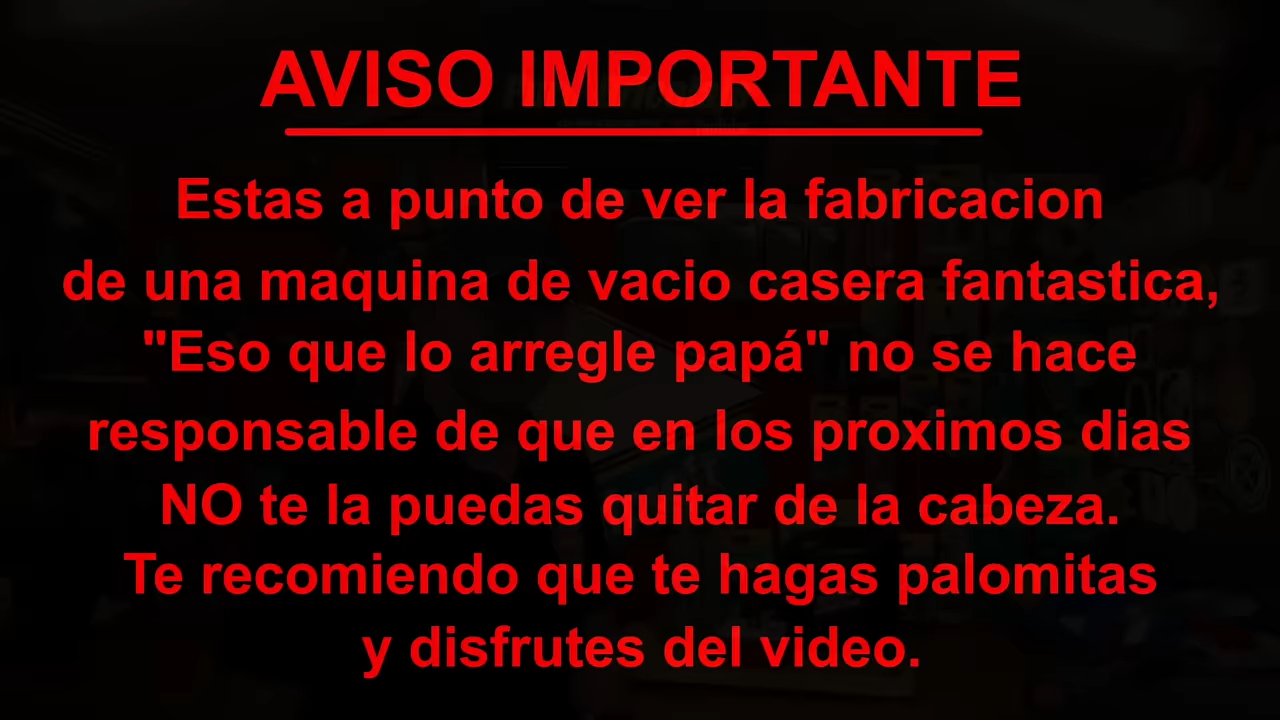 AVISO IMPORTANTE
Estas a punto de ver la fabricacion
de una maquina de vacio casera fantastica,
"Eso que lo arregle papá" no se hace
responsable de que en los proximos dias
NO te la puedas quitar de la cabeza.
Te recomiendo que te hagas palomitas
y disfrutes del video.